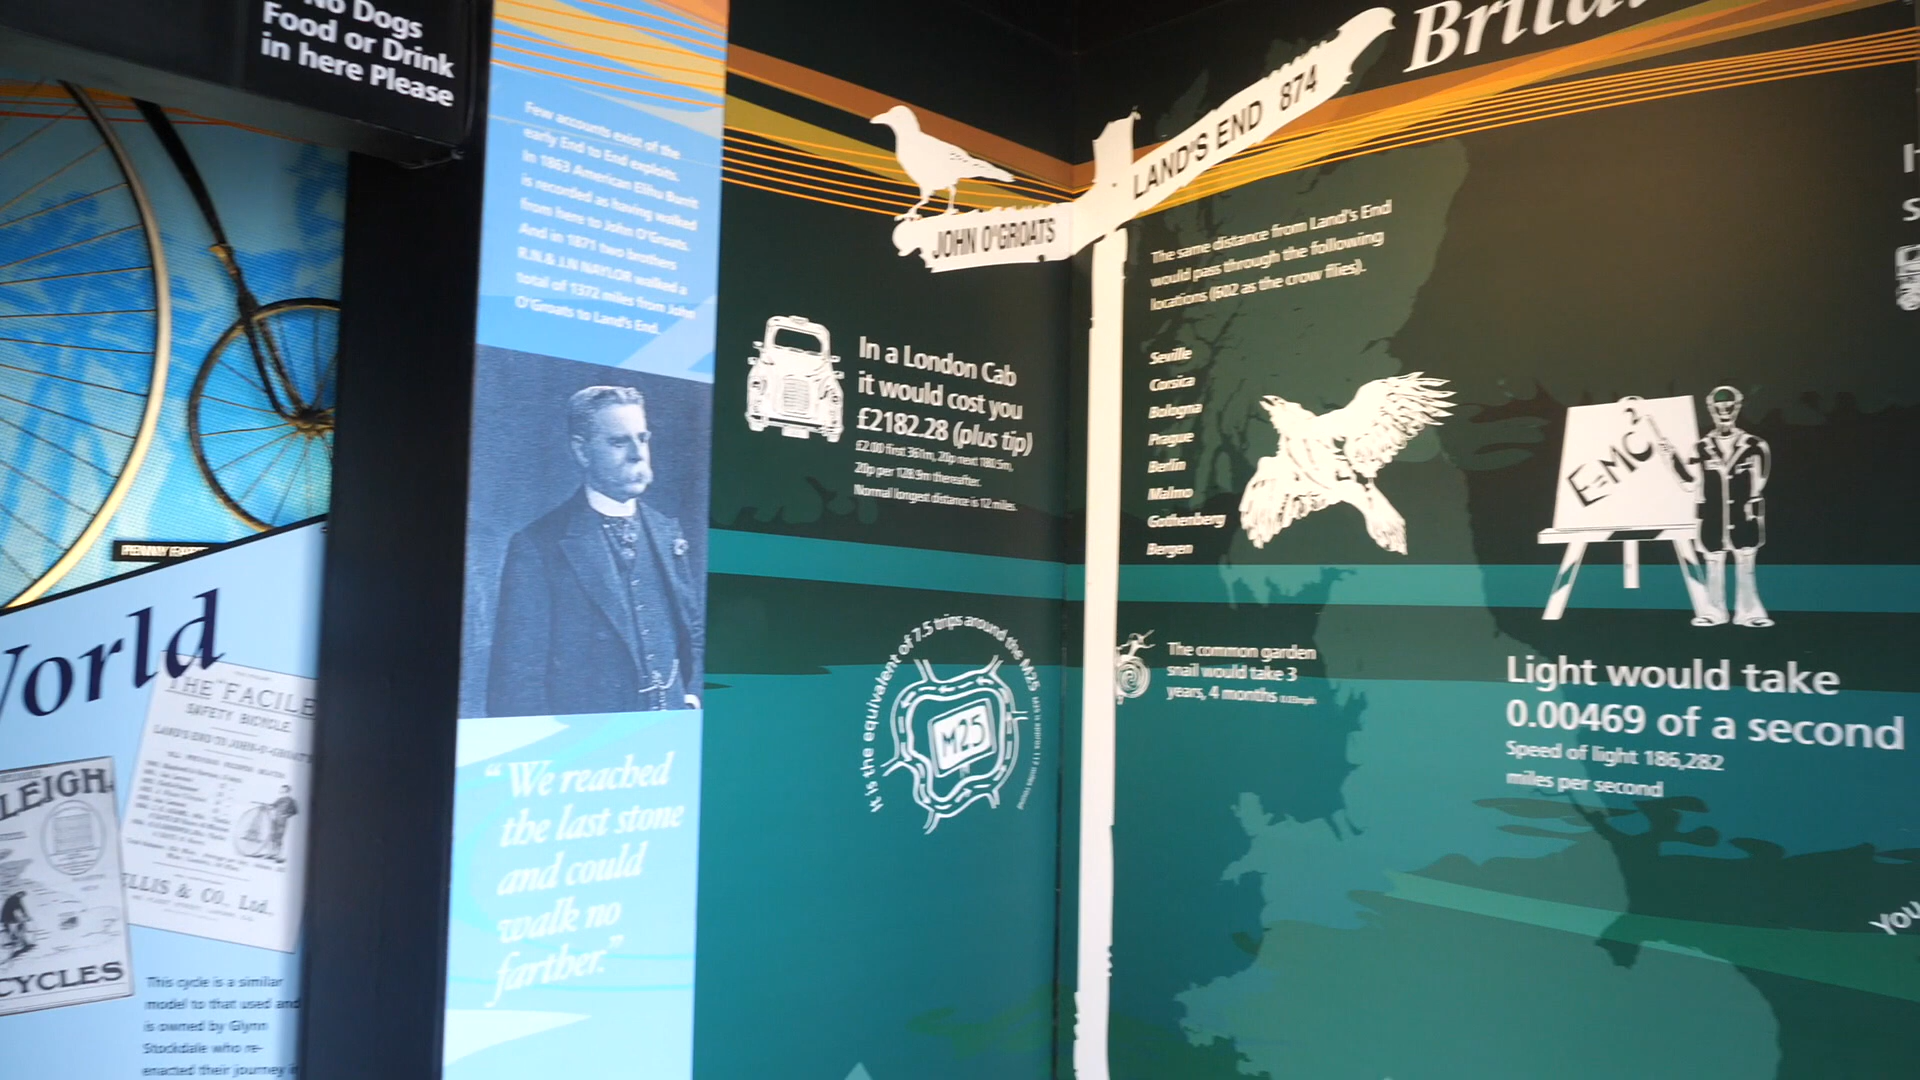 No Dogs
Food or Drink
in here Please
PENNY
World
THE "FACILE"
SAFETY BICYCLE
LAND'S END TO JOHN-O'-GROATS
ELLIS & CO., Ltd.,
LEIGH
CYCLES
This cycle is a similar
model to that used and
is owned by Glynn
Stockdale who re-
enacted their journey
Few accounts exist of the
early End to End exploits.
In 1863 American Elihu Burrit
is recorded as having walked
from here to John O'Groats.
And in 1871 two brothers
R.N & J.N NAYLOR walked a
total of 1372 miles from John
O'Groats to Land's End.
"We reached
the last stone
and could
walk no
farther."
JOHN O'GROATS
LAND'S END 874
In a London Cab
it would cost you
£2182.28 (plus tip)
£2.00 first 361m, 20p next 180.5m,
20p per 128.9m thereafter.
Normal longest distance is 12 miles.
It is the equivalent of 7.5 trips around the M25
M25
The same distance from Land's End
would pass through the following
locations (602 as the crow flies).
Seville
Corsica
Bologna
Prague
Berlin
Malmo
Gothenberg
Bergen
The common garden
snail would take 3
years, 4 months
E=MC2
Light would take
0.00469 of a second
Speed of light 186,282
miles per second
You